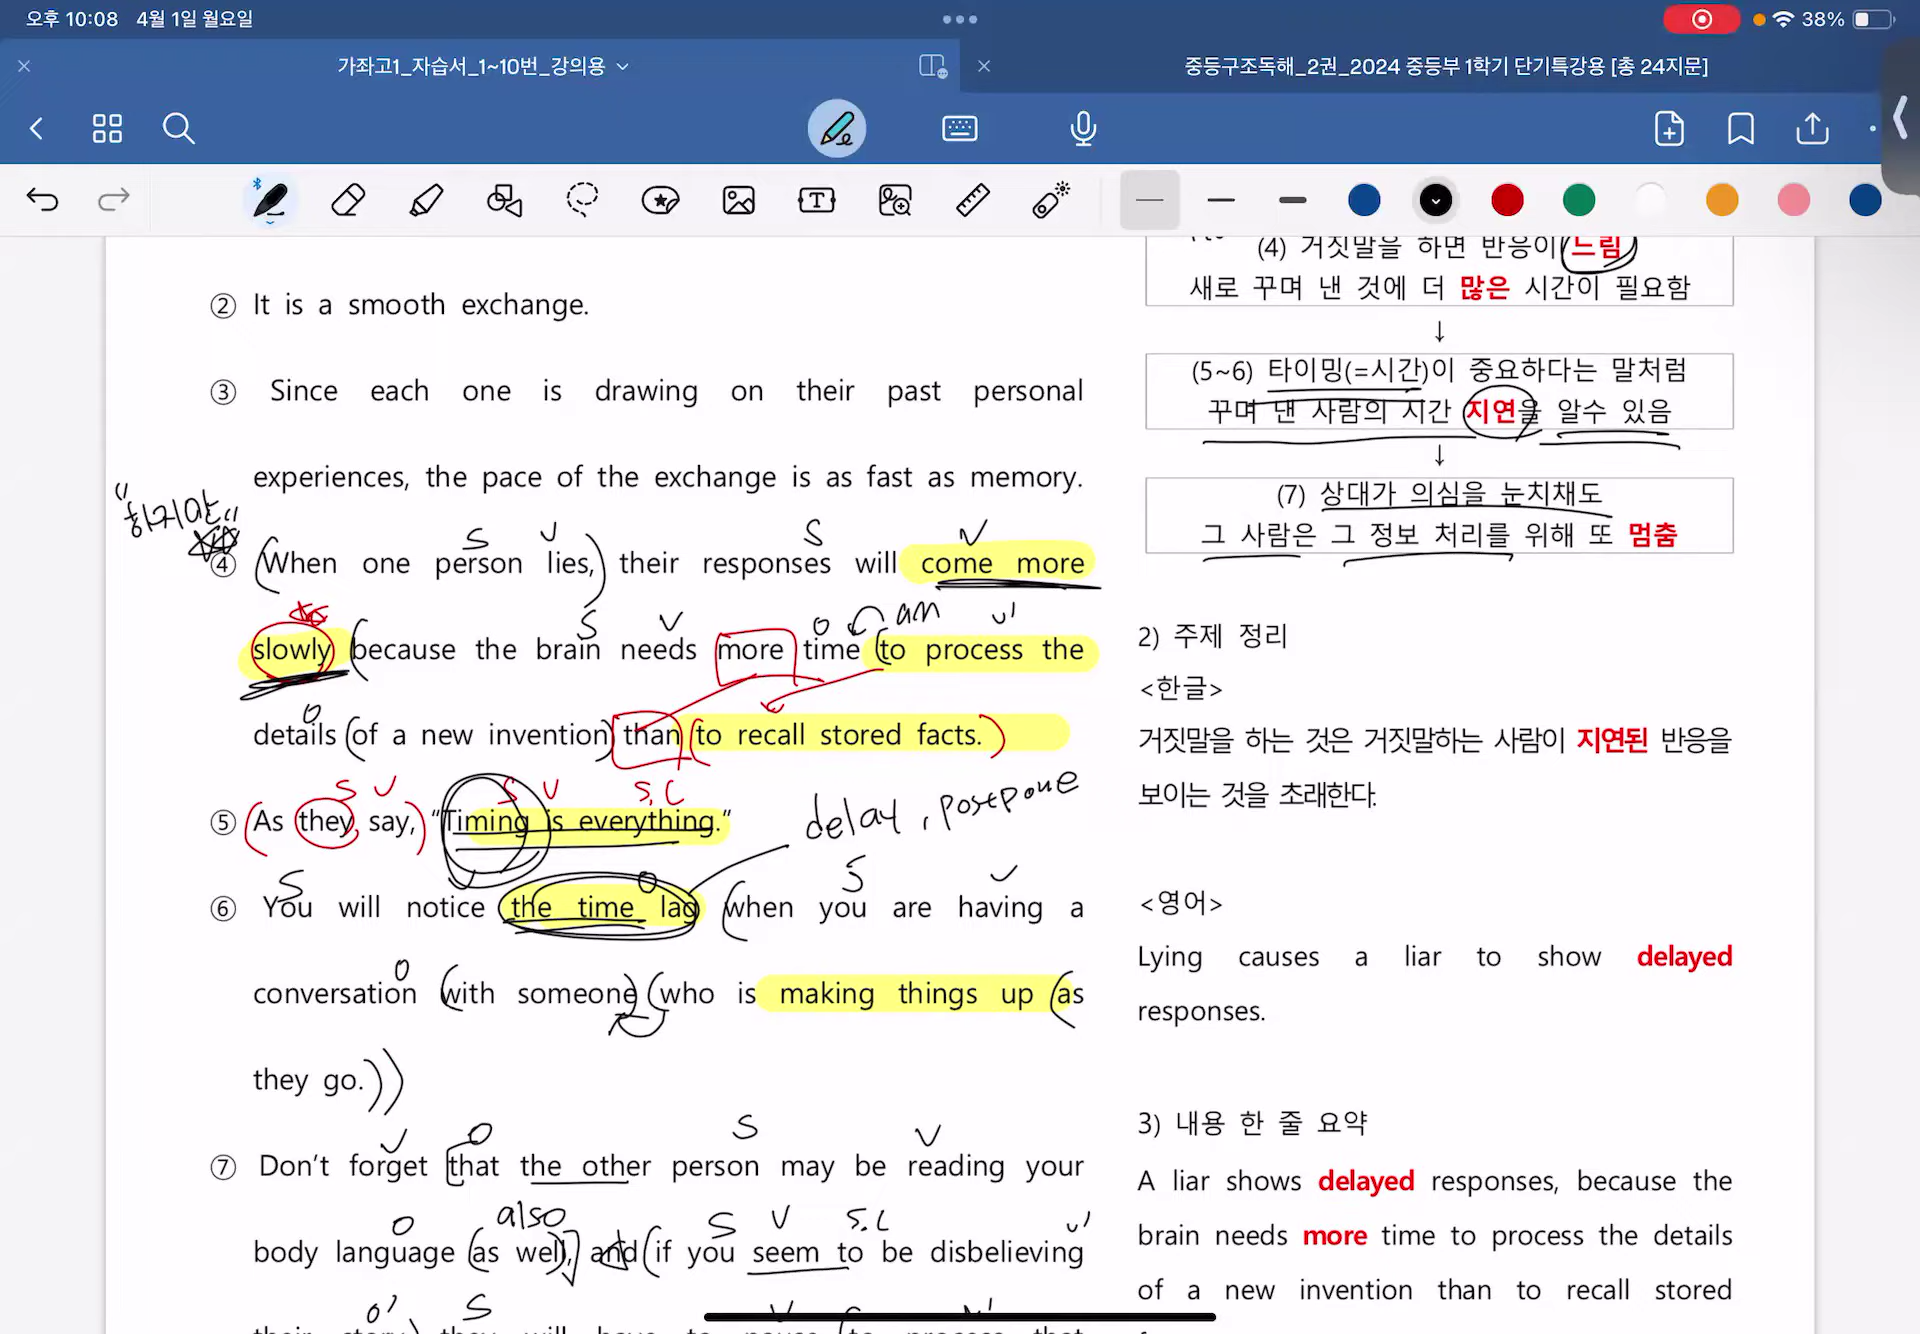 오후 10:08 4월 1일 월요일
38%
가좌고1_자습서_1~10번_강의용
중등구조독해_2권_2024 중등부 1학기 단기특강용 [총 24지문]
② It is a smooth exchange.
③ Since each one is drawing on their past personal
experiences, the pace of the exchange is as fast as memory.
"하지만"
S V S V
④ (When one person lies,) their responses will come more
S V O am v'
slowly (because the brain needs more time (to process the
O
details (of a new invention) than (to recall stored facts.)
S V S V S.C
delay, postpone
⑤ (As they say,) "Timing is everything."
S V O S V
⑥ You will notice the time lag (when you are having a
O
conversation (with someone) (who is making things up (as
they go.))
V O S V
⑦ Don't forget [that the other person may be reading your
O also S V S.C v'
body language (as well,] and (if you seem to be disbelieving
O' S
(4) 거짓말을 하면 반응이 느림
새로 꾸며 낸 것에 더 많은 시간이 필요함
↓
(5~6) 타이밍(=시간)이 중요하다는 말처럼
꾸며 낸 사람의 시간 지연을 알수 있음
↓
(7) 상대가 의심을 눈치채도
그 사람은 그 정보 처리를 위해 또 멈춤
2) 주제 정리
<한글>
거짓말을 하는 것은 거짓말하는 사람이 지연된 반응을
보이는 것을 초래한다.
<영어>
Lying causes a liar to show delayed
responses.
3) 내용 한 줄 요약
A liar shows delayed responses, because the
brain needs more time to process the details
of a new invention than to recall stored